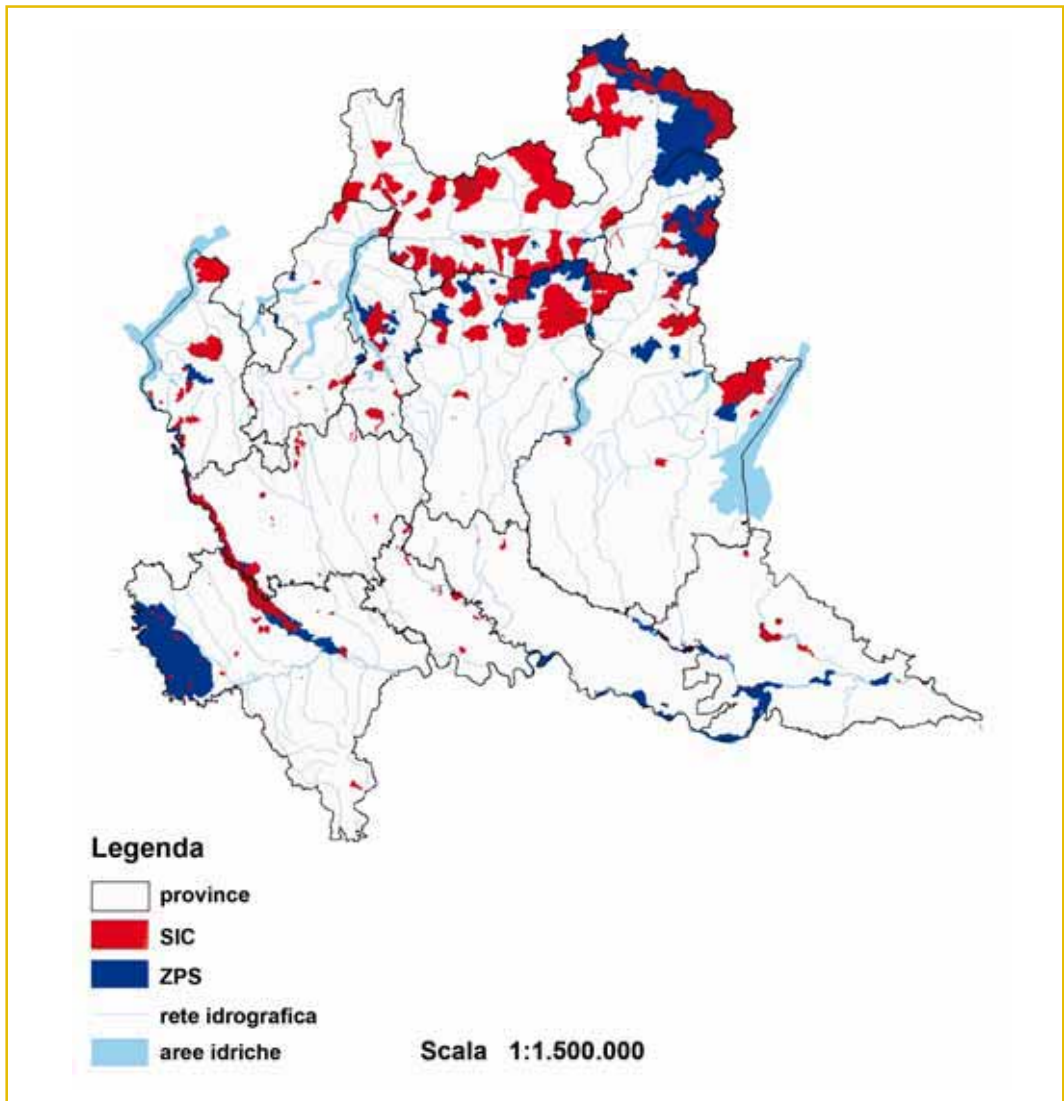 Legenda
province
SIC
ZPS
rete idrografica
aree idriche
Scala 1:1.500.000